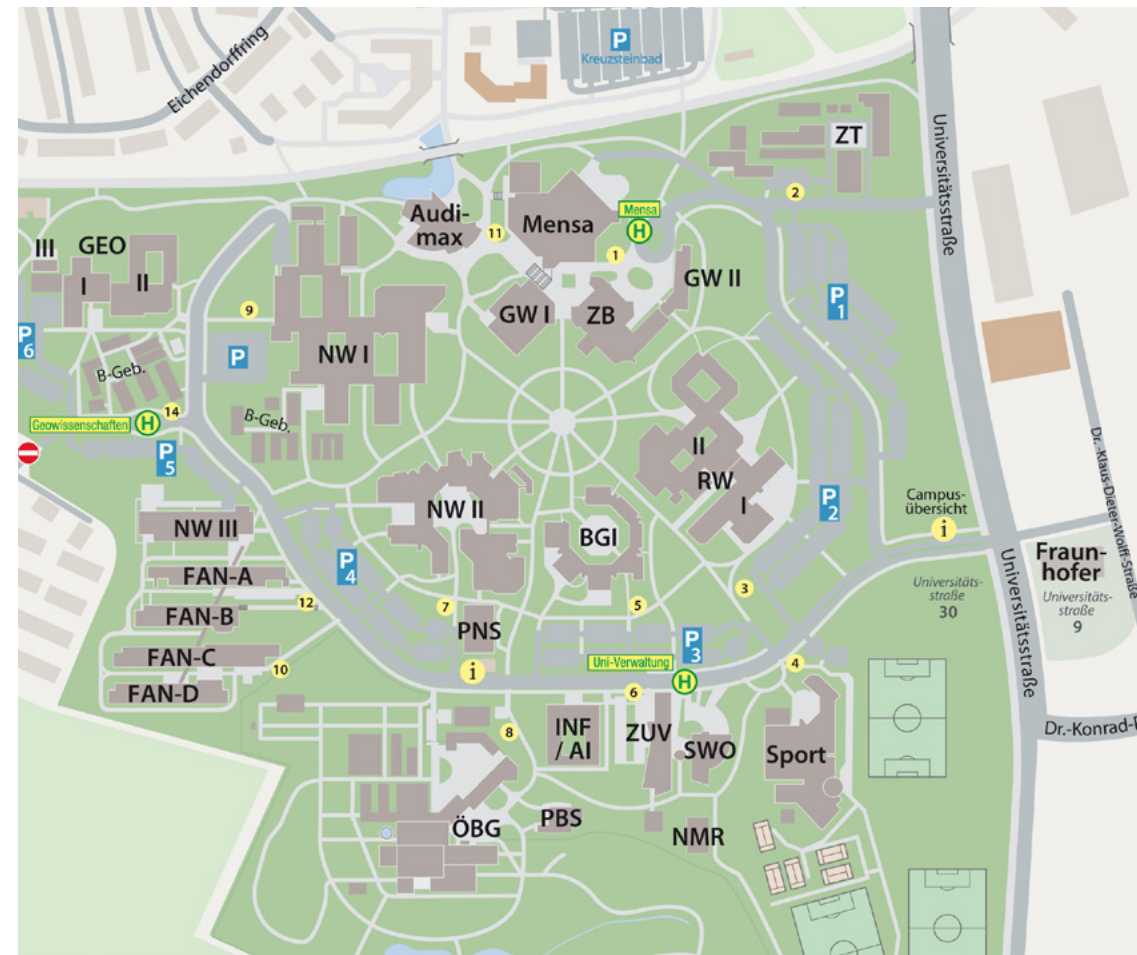 Eichendorffring
P
Kreuzsteinbad
Universitätsstraße
ZT
2
Audi-
max
11
Mensa
Mensa
H
1
III
GEO
I
II
GW II
P
1
9
GW I
ZB
P
6
NW I
P
B-Geb.
B-Geb.
14
Geowissenschaften
H
P
5
II
RW
I
Dr.-Klaus-Dieter-Wolff-Straße
NW II
P
2
Campus-
übersicht
i
NW III
BGI
P
4
Fraun-
hofer
Universitäts-
straße
9
Universitäts-
straße
30
Universitätsstraße
FAN-A
3
12
7
5
FAN-B
PNS
P
3
FAN-C
10
i
Uni-Verwaltung
H
4
FAN-D
6
8
INF
/ AI
ZUV
SWO
Sport
Dr.-Konrad-P
ÖBG
PBS
NMR